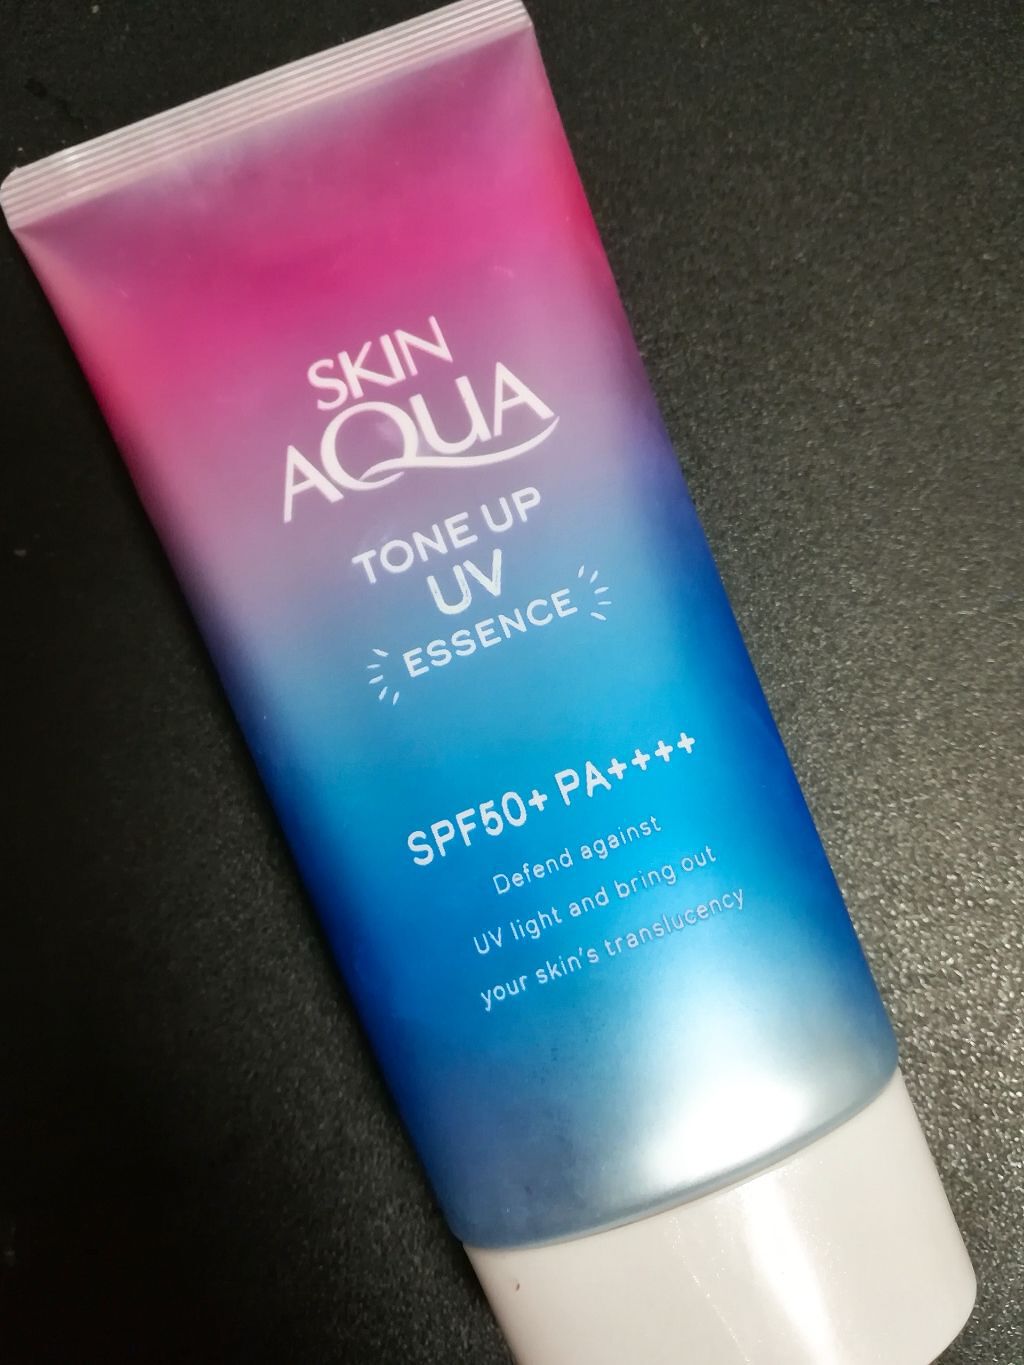 SKIN
AQUA
TONE UP
UV
ESSENCE
SPF50+ PA++++
Defend against
UV light and bring out
your skin's translucency